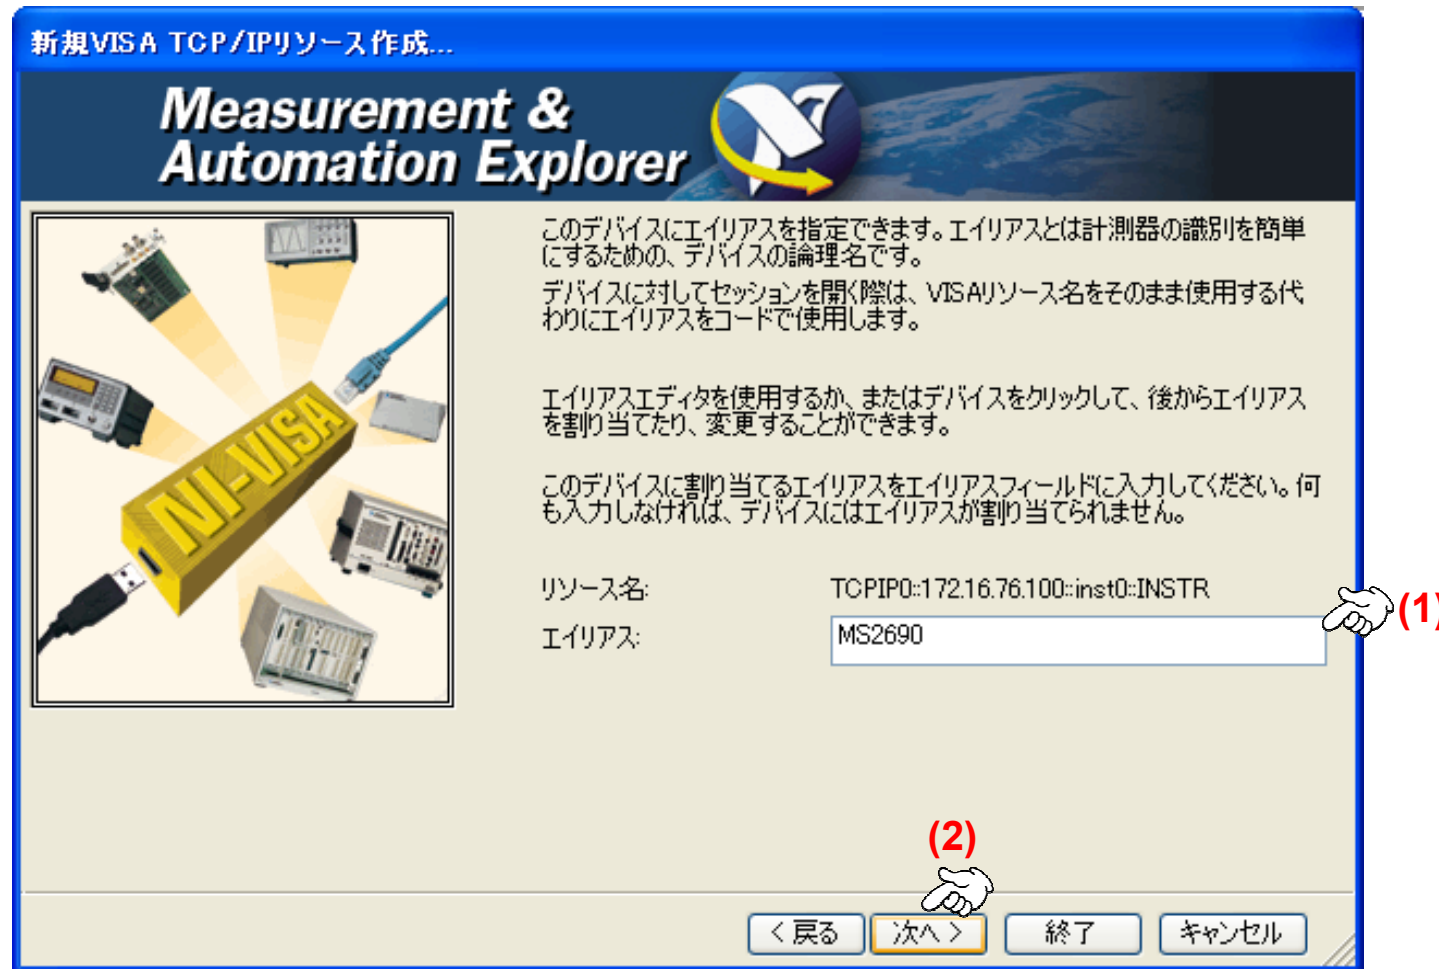 新規VISA TCP/IPリソース作成...
Measurement &
Automation Explorer
NI-VISA
このデバイスにエイリアスを指定できます。エイリアスとは計測器の識別を簡単
にするための、デバイスの論理名です。
デバイスに対してセッションを開く際は、VISAリソース名をそのまま使用する代
わりにエイリアスをコードで使用します。
エイリアスエディタを使用するか、またはデバイスをクリックして、後からエイリアス
を割り当てたり、変更することができます。
このデバイスに割り当てるエイリアスをエイリアスフィールドに入力してください。何
も入力しなければ、デバイスにはエイリアスが割り当てられません。
リソース名: TCPIP0::172.16.76.100::inst0::INSTR
エイリアス: MS2690
(1)
(2)
< 戻る 次へ > 終了 キャンセル